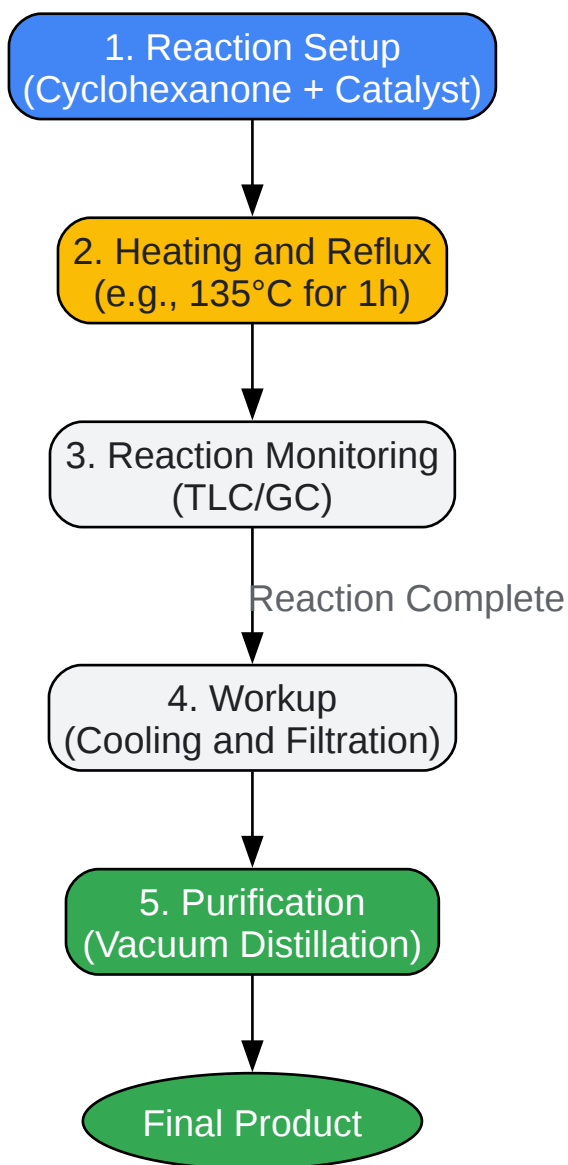 1. Reaction Setup
(Cyclohexanone + Catalyst)
2. Heating and Reflux
(e.g., 135°C for 1h)
3. Reaction Monitoring
(TLC/GC)
Reaction Complete
4. Workup
(Cooling and Filtration)
5. Purification
(Vacuum Distillation)
Final Product